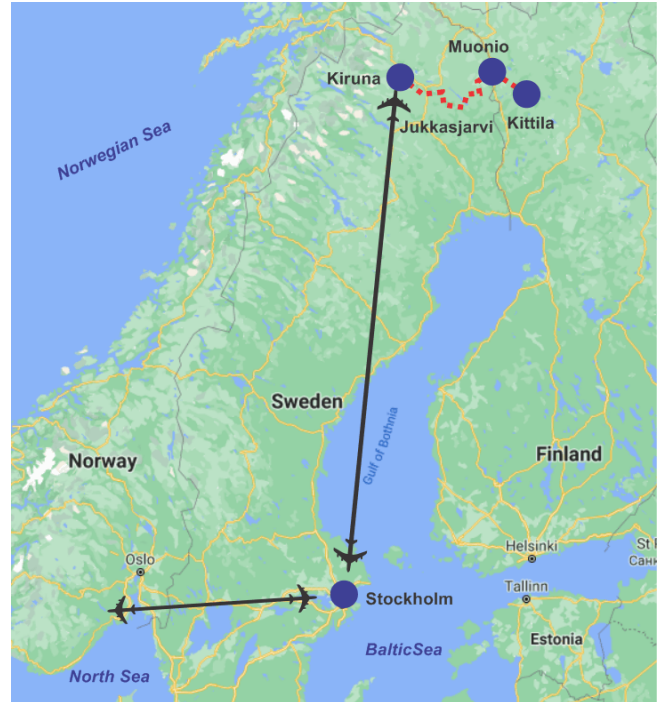 Muonio
Kiruna
Jukkasjarvi
Kittila
Norwegian Sea
Sweden
Gulf of Bothnia
Norway
Finland
Oslo
Helsinki
St
Санк
Tallinn
Stockholm
Estonia
BalticSea
North Sea